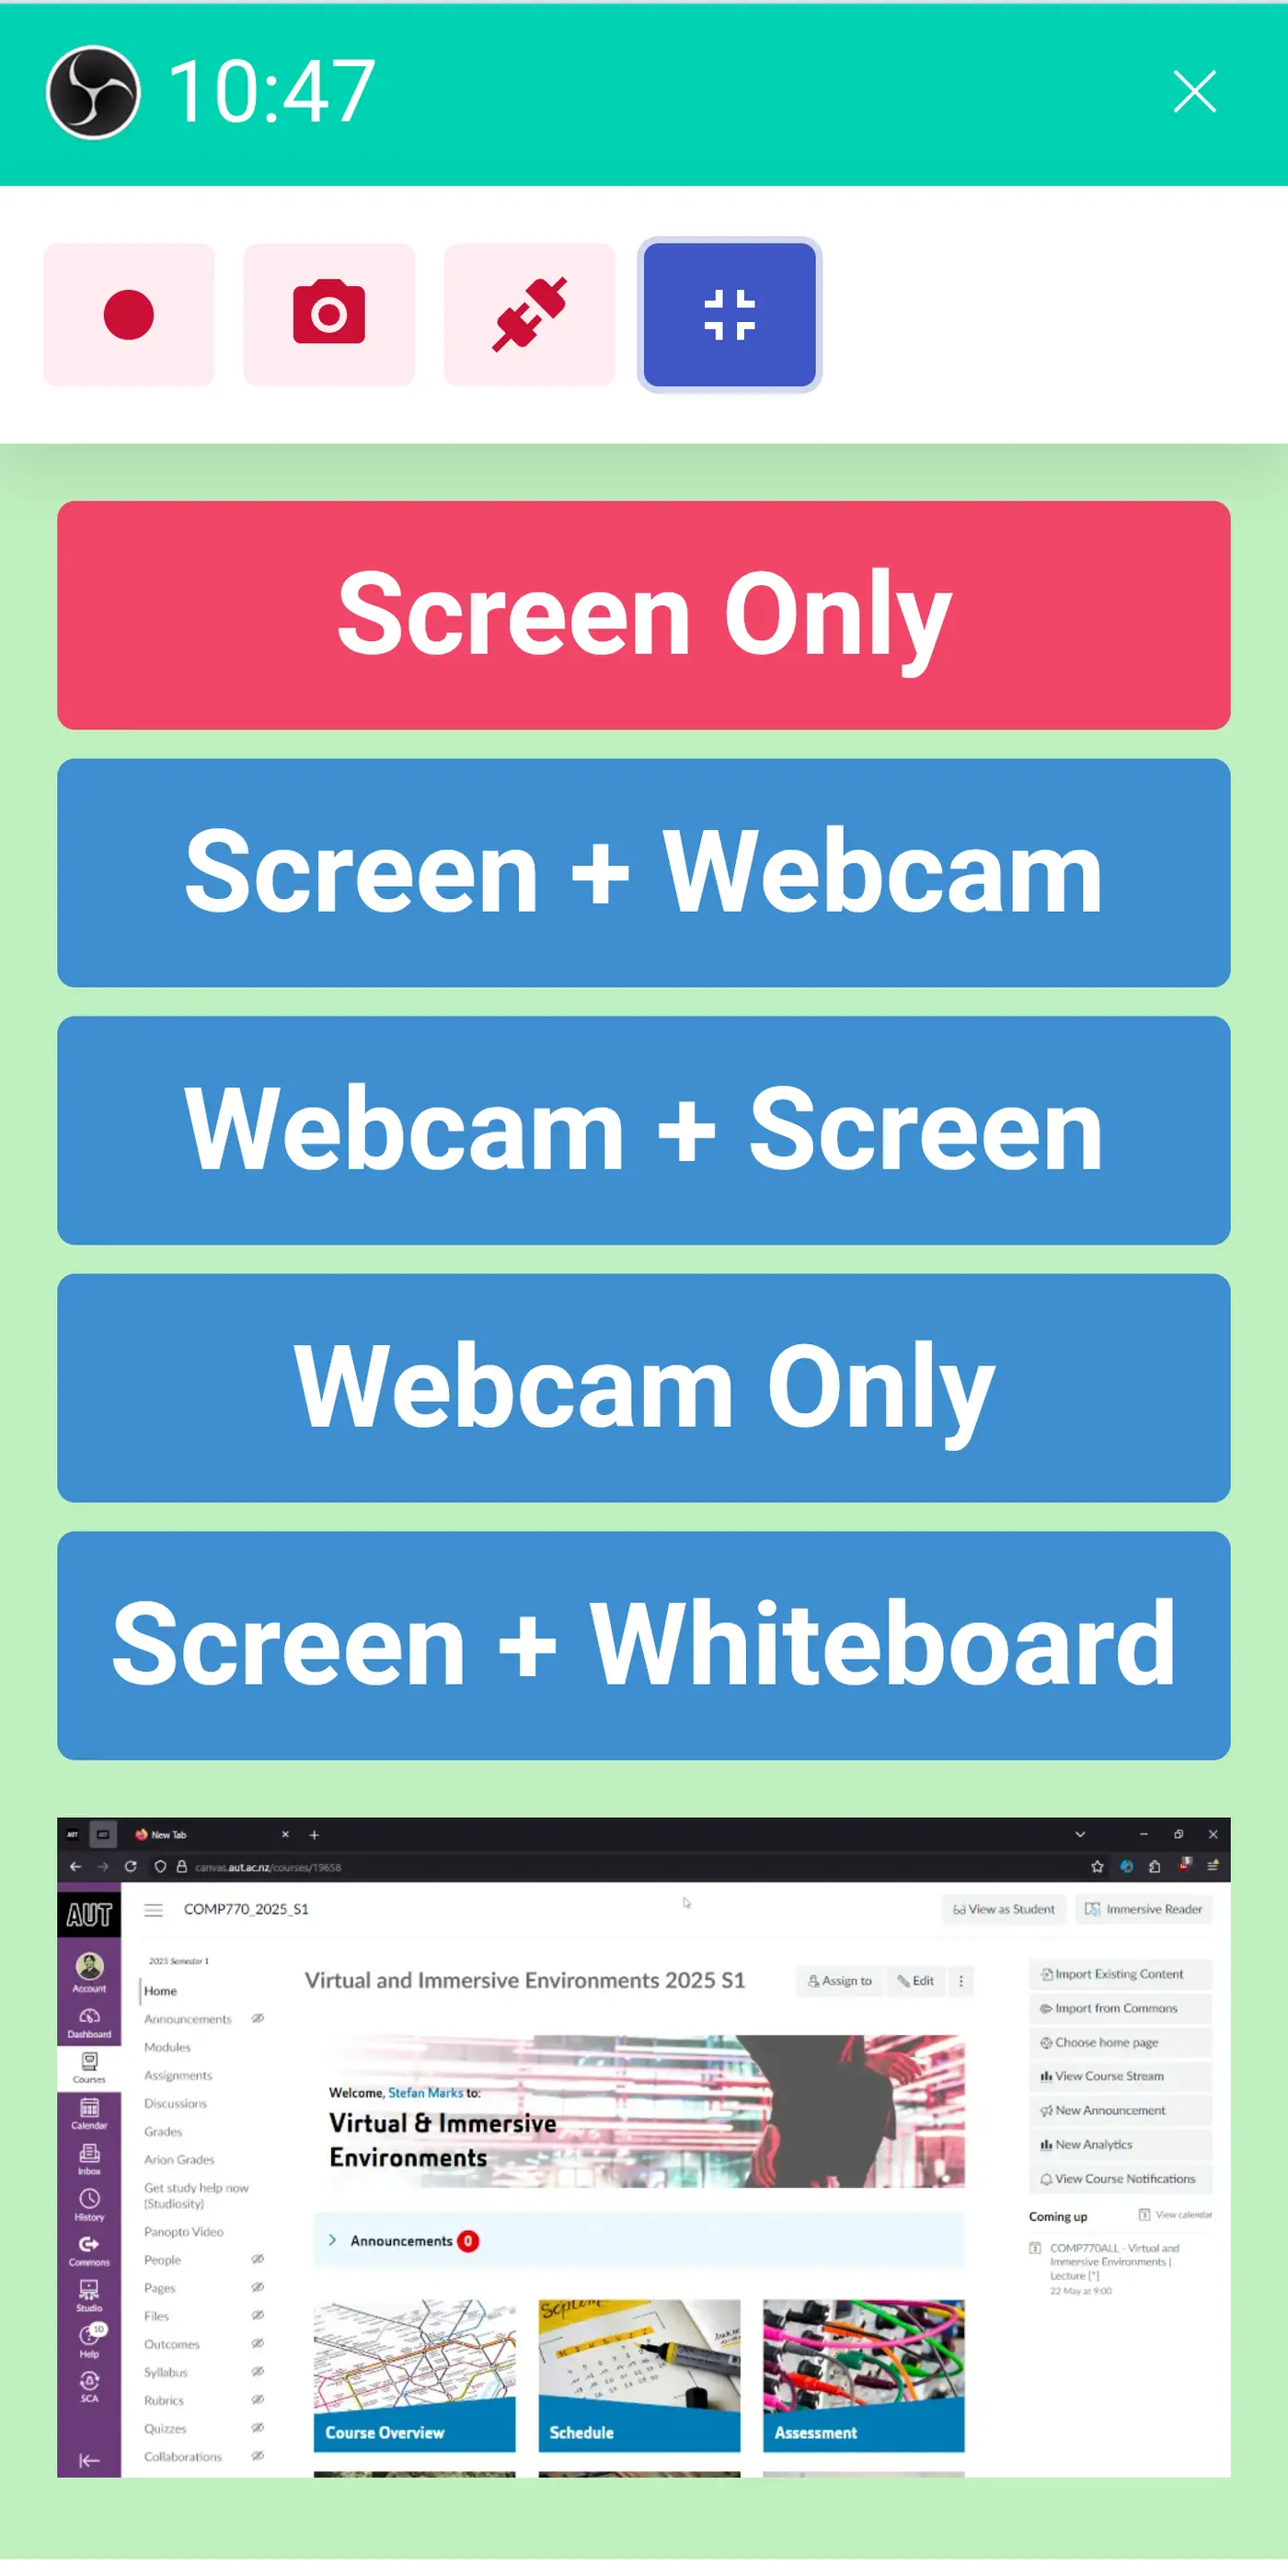 10:47
Screen Only
Screen + Webcam
Webcam + Screen
Webcam Only
Screen + Whiteboard
New Tab
canvas.aut.ac.nz/courses/19658
AUT
COMP770_2025_S1
View as Student
Immersive Reader
Account
Dashboard
Courses
Calendar
Inbox
History
Commons
Studio
10
Help
SCA
2025 Semester 1
Home
Announcements
Modules
Assignments
Discussions
Grades
Arion Grades
Get study help now
(Studiosity)
Panopto Video
People
Pages
Files
Outcomes
Syllabus
Rubrics
Quizzes
Collaborations
Virtual and Immersive Environments 2025 S1
Assign to
Edit
Welcome, Stefan Marks to:
Virtual & Immersive
Environments
Announcements 0
Course Overview
Schedule
Assessment
Import Existing Content
Import from Commons
Choose home page
View Course Stream
New Announcement
New Analytics
View Course Notifications
Coming up
View calendar
COMP770ALL - Virtual and
Immersive Environments |
Lecture [*]
22 May at 9:00